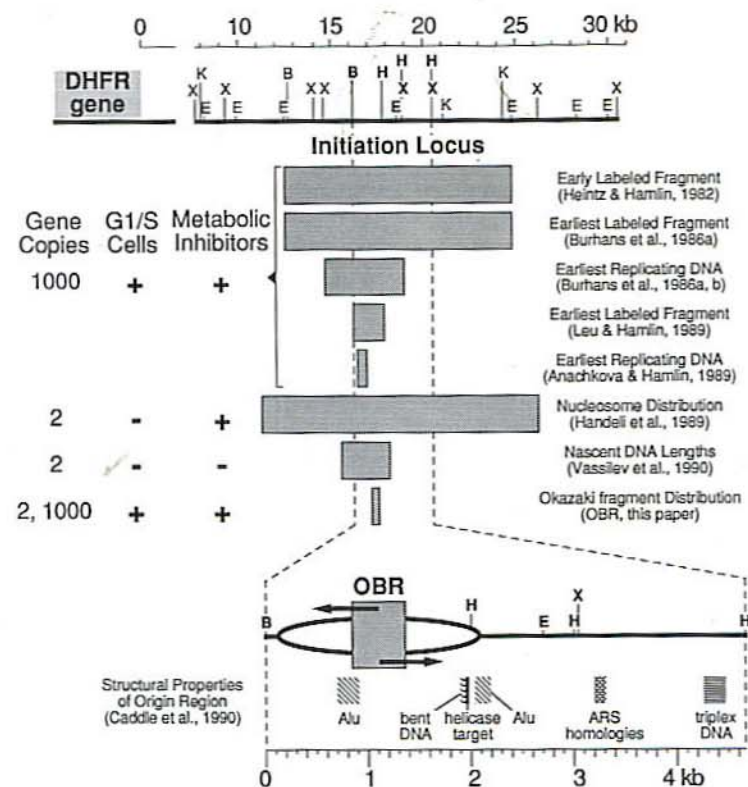 0 10 15 20 25 30 kb
DHFR gene
X K E X E E B X X B H E H X H X K K E X E E X
Initiation Locus
Early Labeled Fragment
(Heintz & Hamlin, 1982)
Earliest Labeled Fragment
(Burhans et al., 1986a)
Gene Copies
G1/S Cells
Metabolic Inhibitors
1000 + +
Earliest Replicating DNA
(Burhans et al., 1986a, b)
Earliest Labeled Fragment
(Leu & Hamlin, 1989)
Earliest Replicating DNA
(Anachkova & Hamlin, 1989)
2 - +
Nucleosome Distribution
(Handeli et al., 1989)
2 - -
Nascent DNA Lengths
(Vassilev et al., 1990)
2, 1000 + +
Okazaki fragment Distribution
(OBR, this paper)
OBR
B H E H X H
Structural Properties
of Origin Region
(Caddle et al., 1990)
Alu
bent DNA
helicase target
Alu
ARS homologies
triplex DNA
0 1 2 3 4 kb